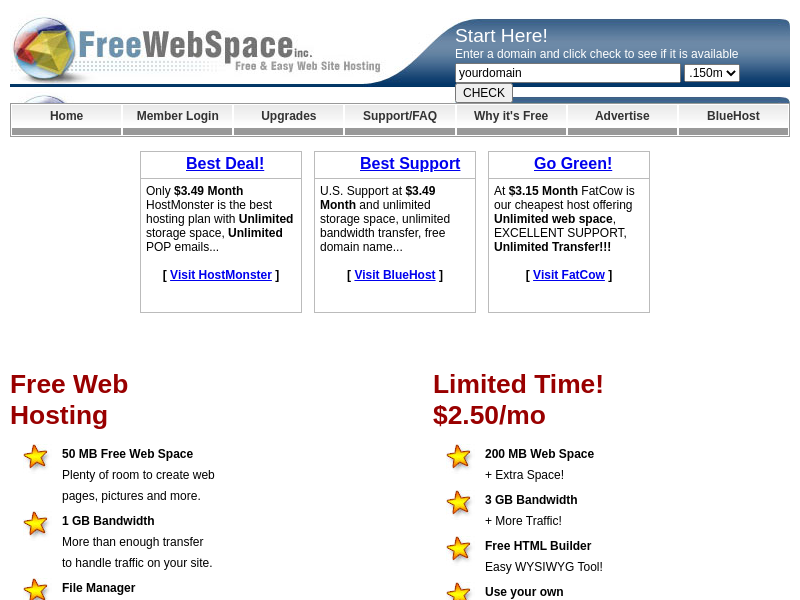 FreeWebSpace inc.
Free & Easy Web Site Hosting
Start Here!
Enter a domain and click check to see if it is available
yourdomain .150m
CHECK
Home Member Login Upgrades Support/FAQ Why it's Free Advertise BlueHost
Best Deal!
Only $3.49 Month
HostMonster is the best
hosting plan with Unlimited
storage space, Unlimited
POP emails...
[ Visit HostMonster ]
Best Support
U.S. Support at $3.49
Month and unlimited
storage space, unlimited
bandwidth transfer, free
domain name...
[ Visit BlueHost ]
Go Green!
At $3.15 Month FatCow is
our cheapest host offering
Unlimited web space,
EXCELLENT SUPPORT,
Unlimited Transfer!!!
[ Visit FatCow ]
Free Web
Hosting
50 MB Free Web Space
Plenty of room to create web
pages, pictures and more.
1 GB Bandwidth
More than enough transfer
to handle traffic on your site.
File Manager
Limited Time!
$2.50/mo
200 MB Web Space
+ Extra Space!
3 GB Bandwidth
+ More Traffic!
Free HTML Builder
Easy WYSIWYG Tool!
Use your own